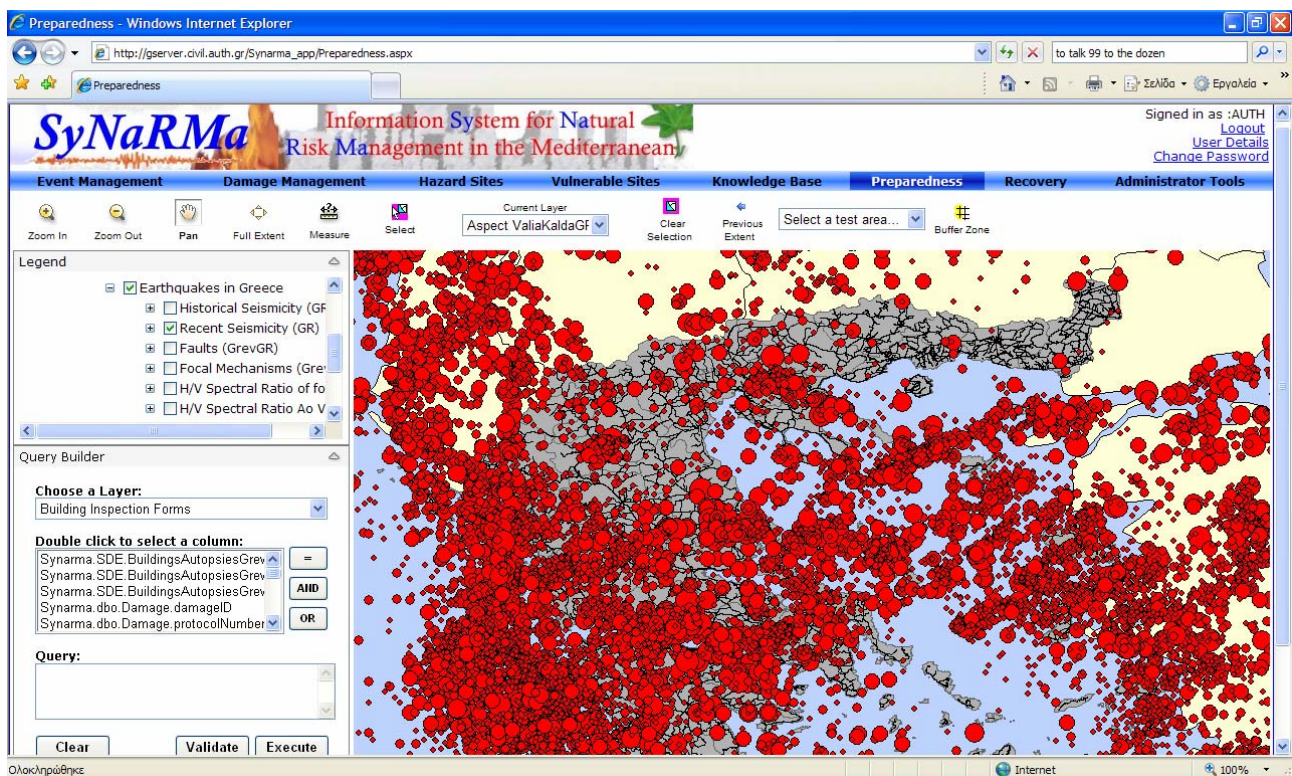 Preparedness - Windows Internet Explorer
http://gserver.civil.auth.gr/Synarma_app/Preparedness.aspx
to talk 99 to the dozen
Preparedness
Σελίδα
Εργαλεία
SyNaRMa
Information System for Natural
Risk Management in the Mediterranean
Signed in as :AUTH
Logout
User Details
Change Password
Event Management Damage Management Hazard Sites Vulnerable Sites Knowledge Base Preparedness Recovery Administrator Tools
Zoom In Zoom Out Pan Full Extent Measure Select
Current Layer
Aspect ValiaKaldaGF
Clear
Selection
Previous
Extent
Select a test area...
Buffer Zone
Legend
Earthquakes in Greece
Historical Seismicity (GR
Recent Seismicity (GR)
Faults (GrevGR)
Focal Mechanisms (Grev
H/V Spectral Ratio of fo
H/V Spectral Ratio Ao V
Query Builder
Choose a Layer:
Building Inspection Forms
Double click to select a column:
Synarma.SDE.BuildingsAutopsiesGrev
Synarma.SDE.BuildingsAutopsiesGrev
Synarma.SDE.BuildingsAutopsiesGrev
Synarma.dbo.Damage.damageID
Synarma.dbo.Damage.protocolNumber
=
AND
OR
Query:
Clear Validate Execute
Ολοκληρώθηκε
Internet
100%